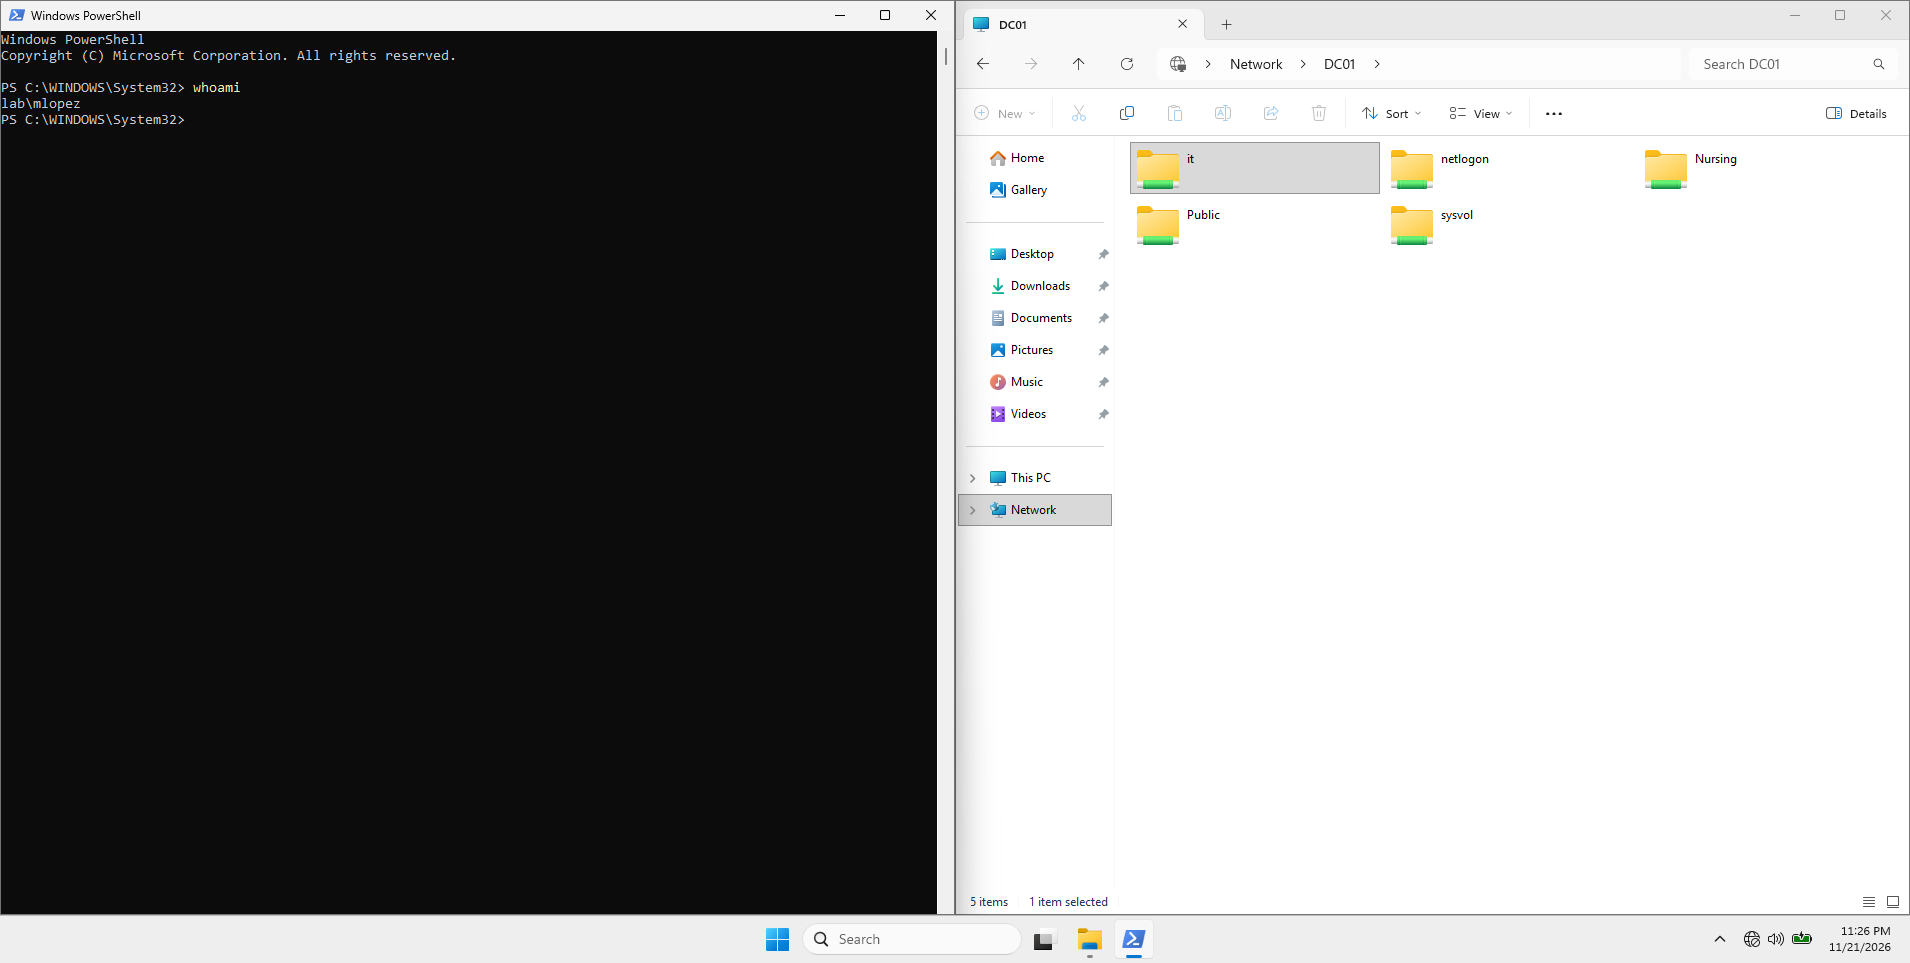 Windows PowerShell
Windows PowerShell
Copyright (C) Microsoft Corporation. All rights reserved.
PS C:\WINDOWS\System32> whoami
lab\mlopez
PS C:\WINDOWS\System32>
DC01
Network
DC01
Search DC01
New
Sort
View
Details
Home
Gallery
Desktop
Downloads
Documents
Pictures
Music
Videos
This PC
Network
it
netlogon
Nursing
Public
sysvol
5 items
1 item selected
Search
11:26 PM
11/21/2026